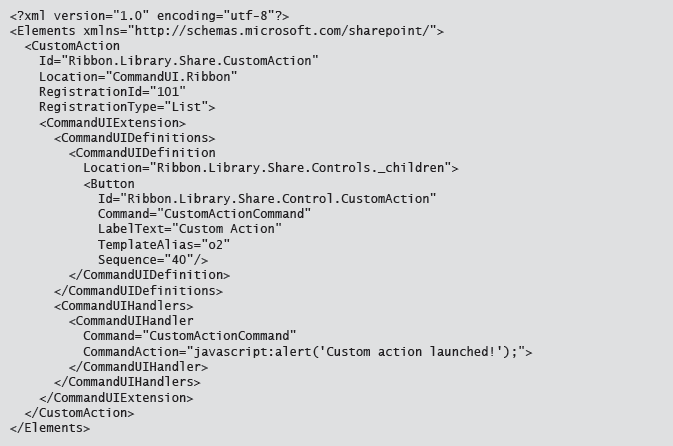 <?xml version="1.0" encoding="utf-8"?>
<Elements xmlns="http://schemas.microsoft.com/sharepoint/">
  <CustomAction
    Id="Ribbon.Library.Share.CustomAction"
    Location="CommandUI.Ribbon"
    RegistrationId="101"
    RegistrationType="List">
    <CommandUIExtension>
      <CommandUIDefinitions>
        <CommandUIDefinition
          Location="Ribbon.Library.Share.Controls._children">
          <Button
            Id="Ribbon.Library.Share.Control.CustomAction"
            Command="CustomActionCommand"
            LabelText="Custom Action"
            TemplateAlias="o2"
            Sequence="40"/>
        </CommandUIDefinition>
      </CommandUIDefinitions>
      <CommandUIHandlers>
        <CommandUIHandler
          Command="CustomActionCommand"
          CommandAction="javascript:alert('Custom action launched!');">
        </CommandUIHandler>
      </CommandUIHandlers>
    </CommandUIExtension>
  </CustomAction>
</Elements>